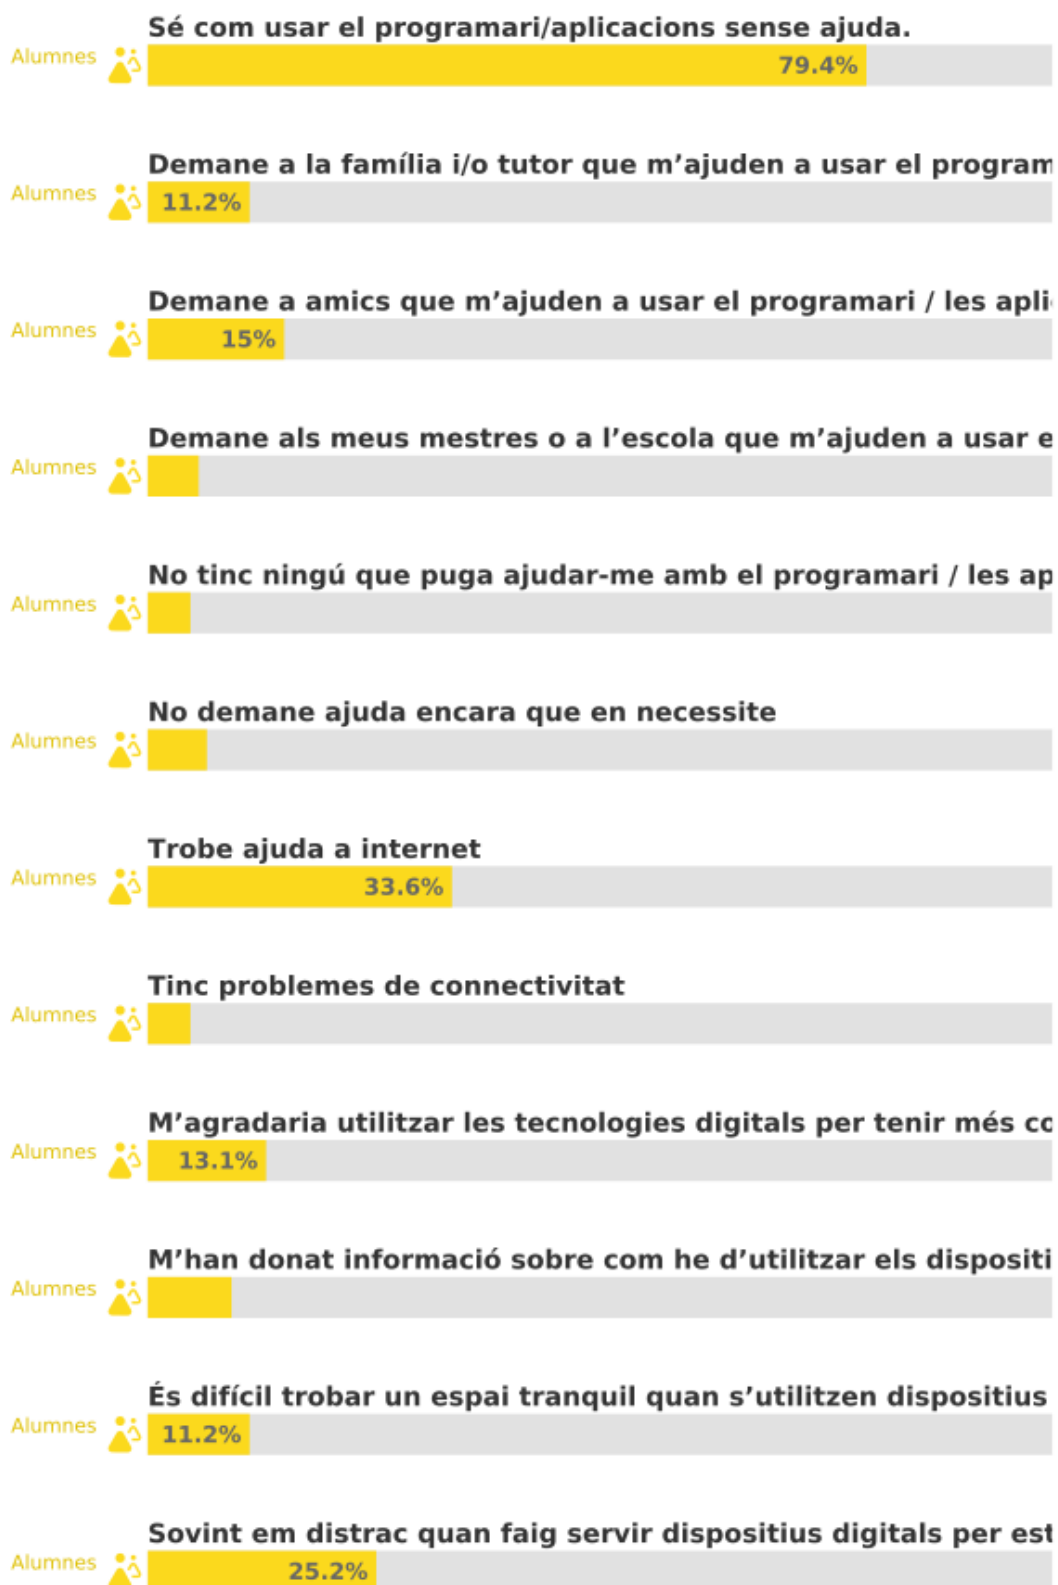 Sé com usar el programari/aplicacions sense ajuda.
Alumnes
79.4%
Demane a la família i/o tutor que m’ajuden a usar el program
Alumnes
11.2%
Demane a amics que m’ajuden a usar el programari / les apli
Alumnes
15%
Demane als meus mestres o a l’escola que m’ajuden a usar e
Alumnes
No tinc ningú que puga ajudar-me amb el programari / les ap
Alumnes
No demane ajuda encara que en necessite
Alumnes
Trobe ajuda a internet
Alumnes
33.6%
Tinc problemes de connectivitat
Alumnes
M’agradaria utilitzar les tecnologies digitals per tenir més co
Alumnes
13.1%
M’han donat informació sobre com he d’utilitzar els dispositi
Alumnes
És difícil trobar un espai tranquil quan s’utilitzen dispositius
Alumnes
11.2%
Sovint em distrac quan faig servir dispositius digitals per est
Alumnes
25.2%